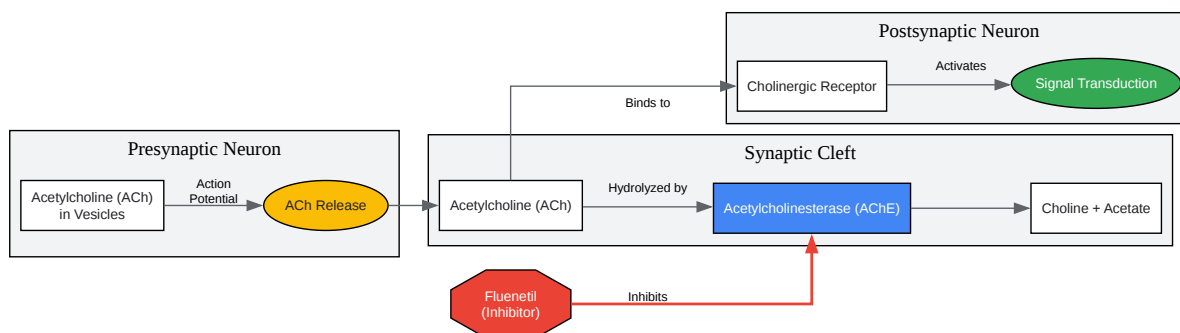 Postsynaptic Neuron
Cholinergic Receptor
Activates
Signal Transduction
Binds to
Presynaptic Neuron
Acetylcholine (ACh)
in Vesicles
Action
Potential
ACh Release
Synaptic Cleft
Acetylcholine (ACh)
Hydrolyzed by
Acetylcholinesterase (AChE)
Choline + Acetate
Fluenetil
(Inhibitor)
Inhibits